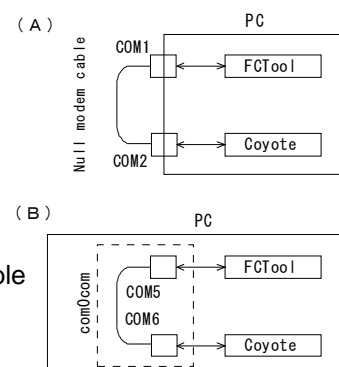 (A)
PC
Null modem cable
COM1
FCTool
COM2
Coyote
(B)
PC
com0com
COM5
FCTool
COM6
Coyote